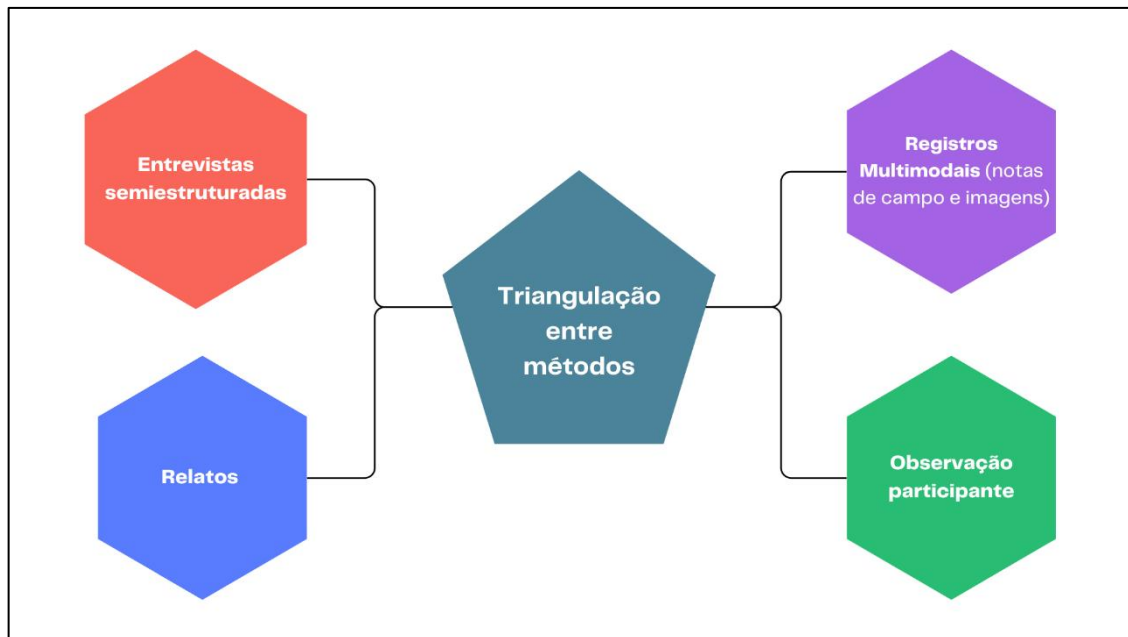 Entrevistas
semiestruturadas
Relatos
Triangulação
entre
métodos
Registros
Multimodais (notas
de campo e imagens)
Observação
participante